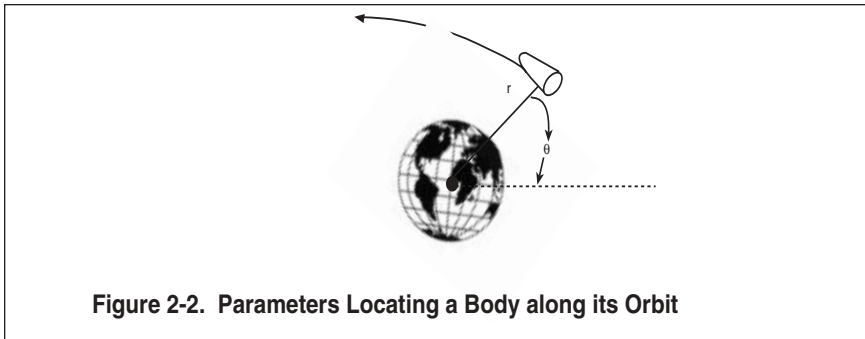 r
θ
Figure 2-2. Parameters Locating a Body along its Orbit